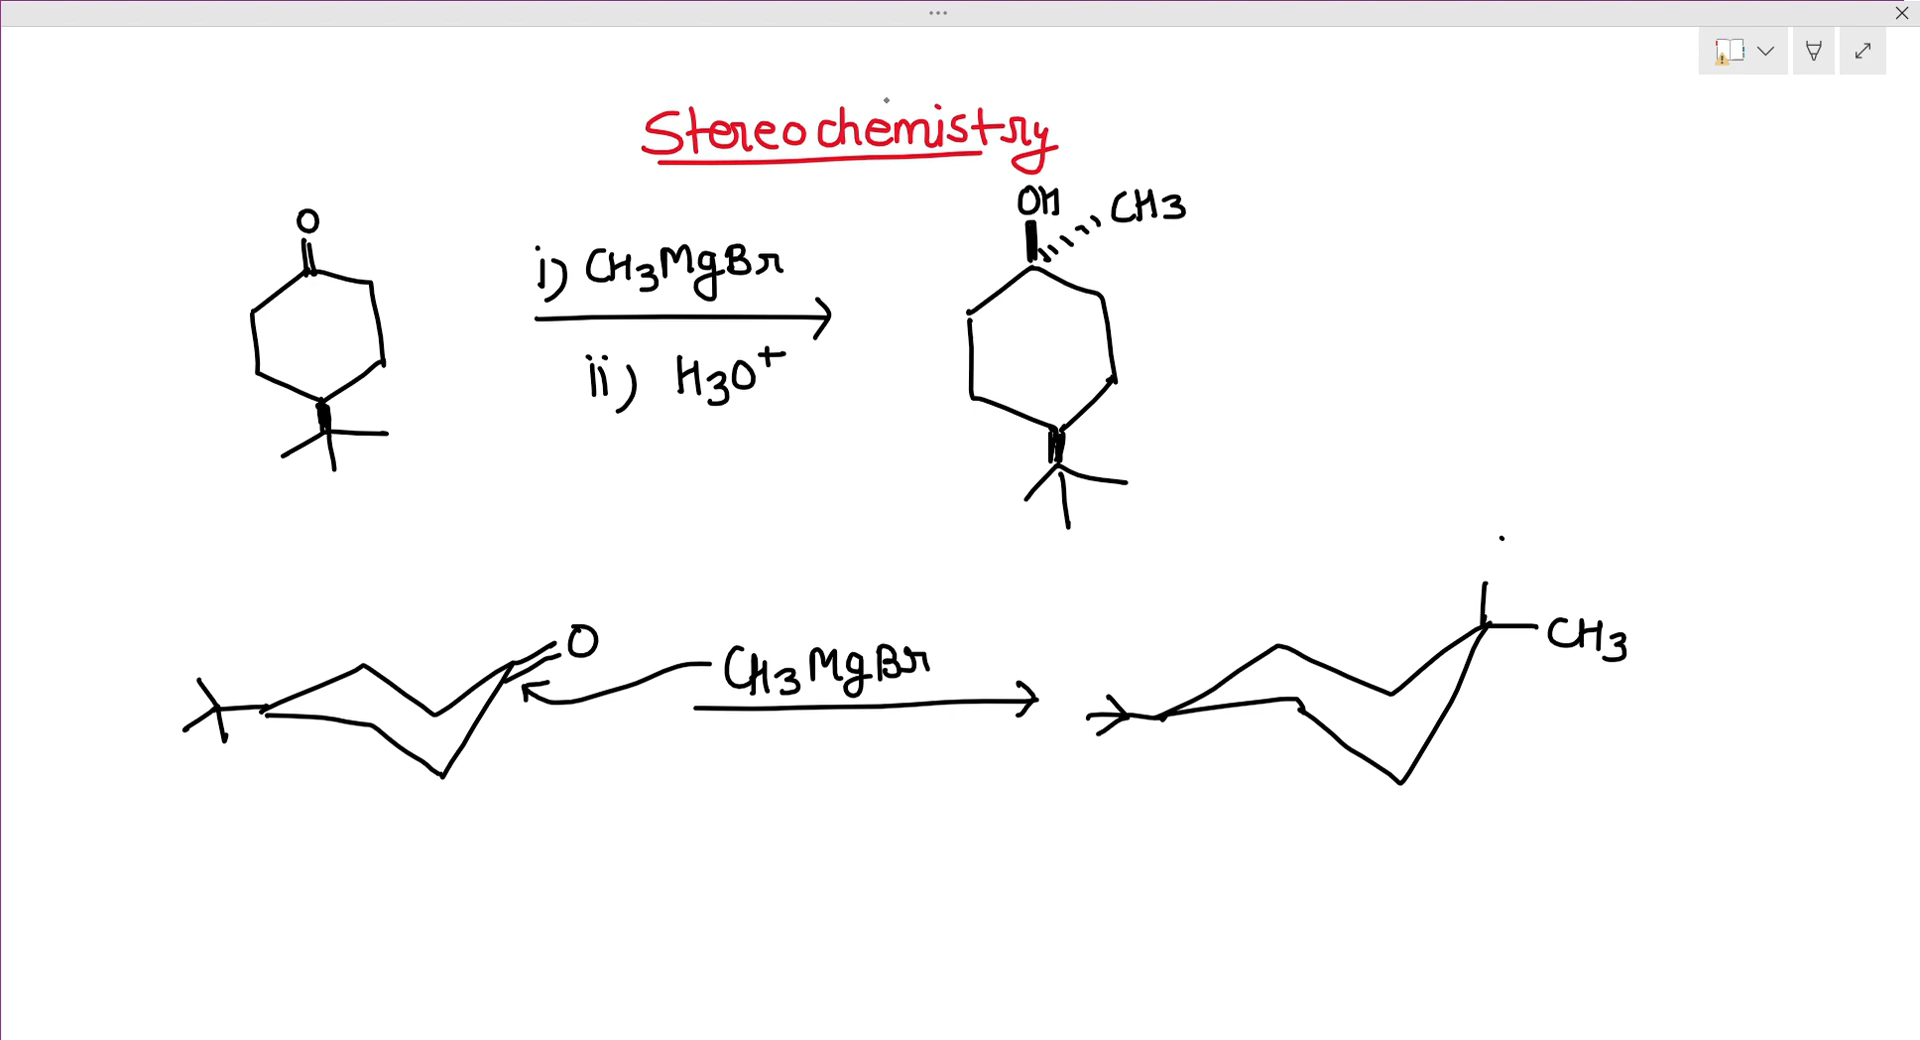 Stereochemistry
O
i) CH3MgBr
ii) H3O+
OH
CH3
O
CH3MgBr
CH3